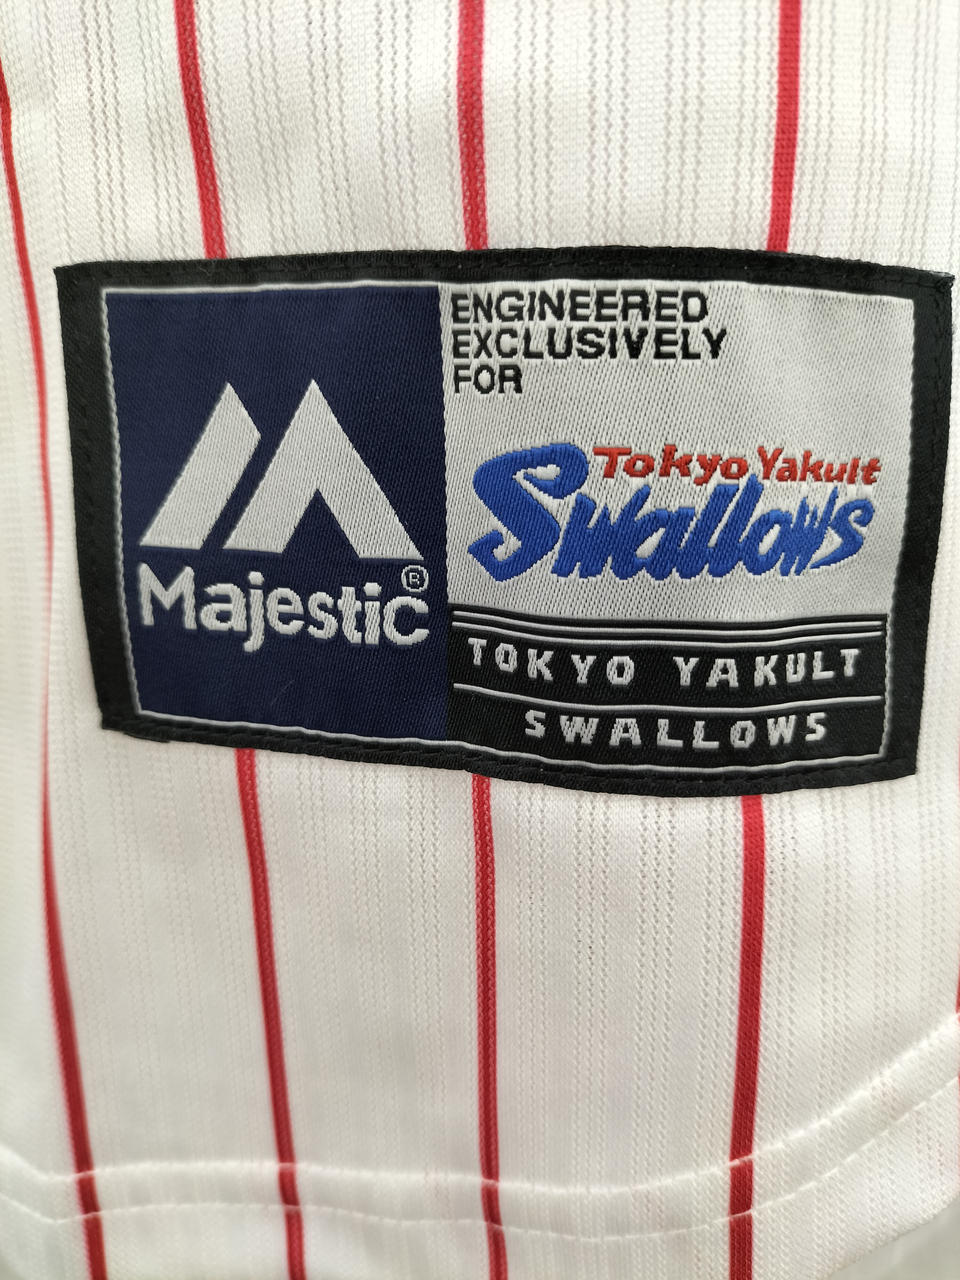 Majestic®
ENGINEERED
EXCLUSIVELY
FOR
Tokyo Yakult
Swallows
TOKYO YAKULT
SWALLOWS